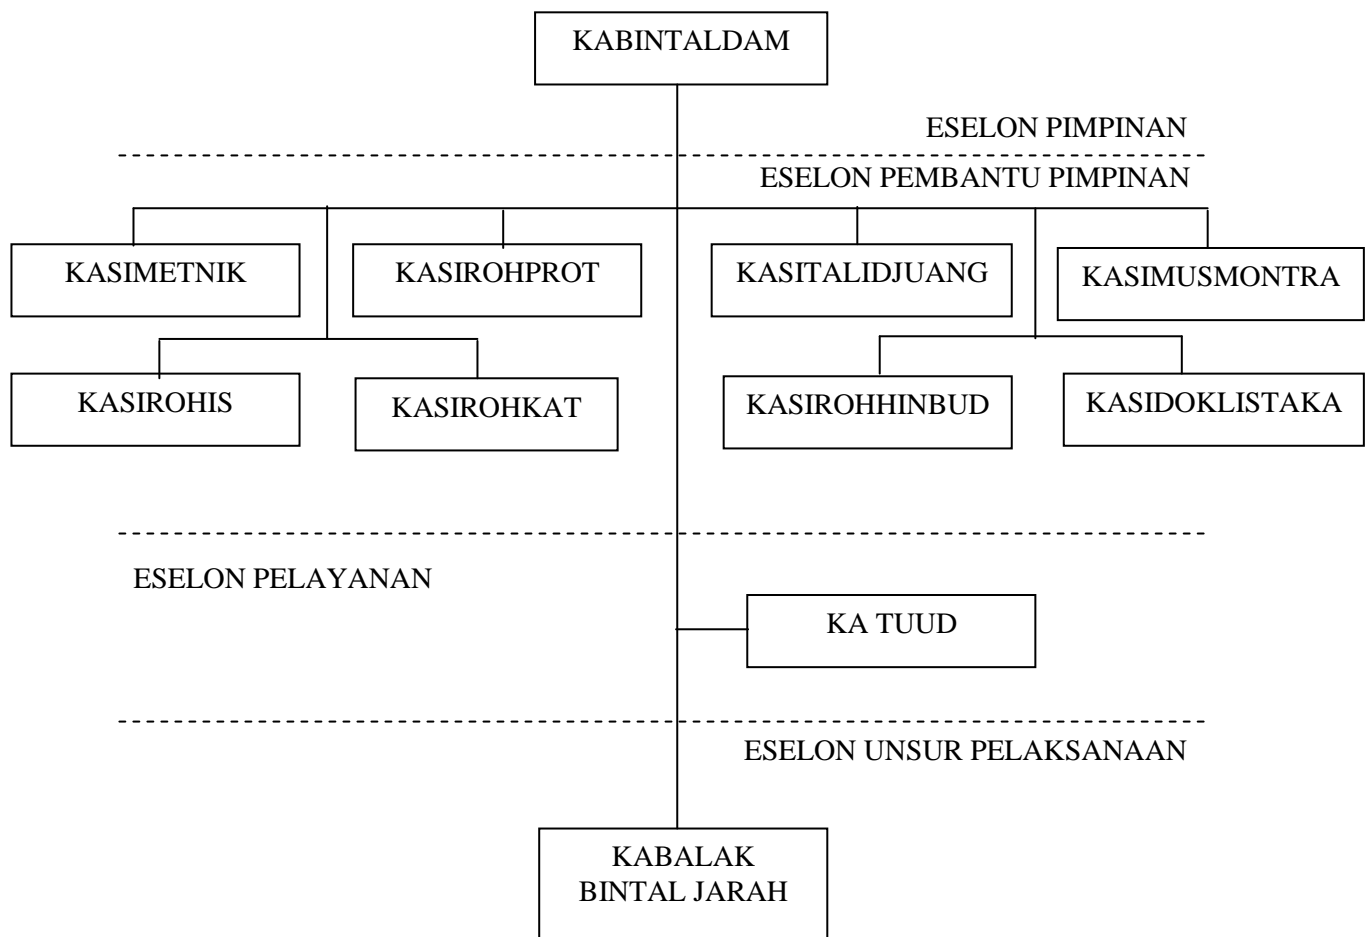 KABINTALDAM
ESELON PIMPINAN
ESELON PEMBANTU PIMPINAN
KASIMETNIK
KASIROHPROT
KASITALIDJUANG
KASIMUSMONTRA
KASIROHIS
KASIROHKAT
KASIROHHINBUD
KASIDOKLISTAKA
ESELON PELAYANAN
KA TUUD
ESELON UNSUR PELAKSANAAN
KABALAK
BINTAL JARAH